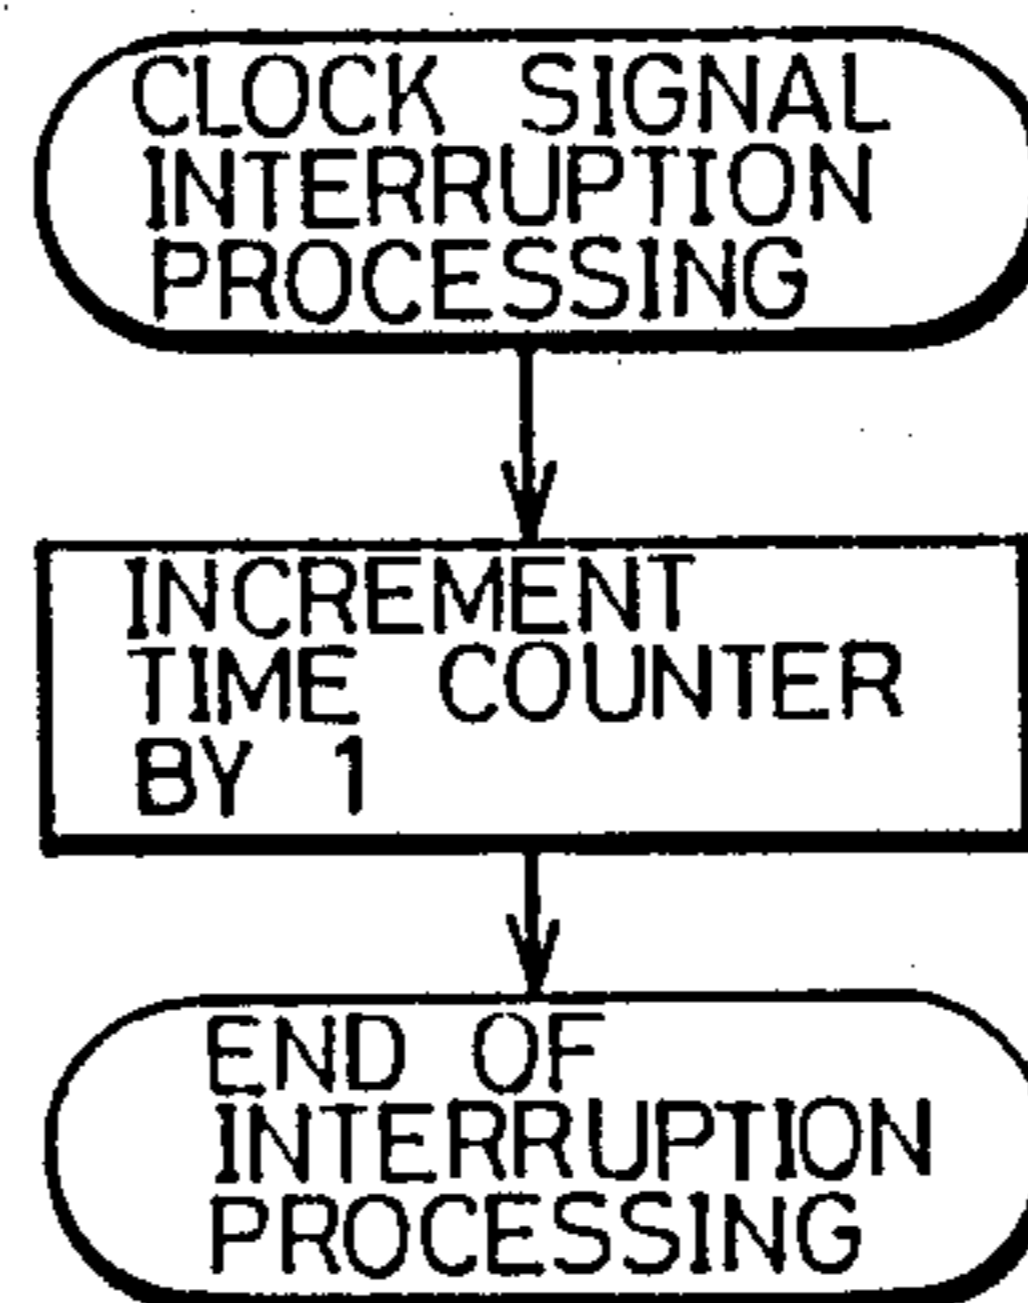 CLOCK SIGNAL
INTERRUPTION
PROCESSING
INCREMENT
TIME COUNTER
BY 1
END OF
INTERRUPTION
PROCESSING